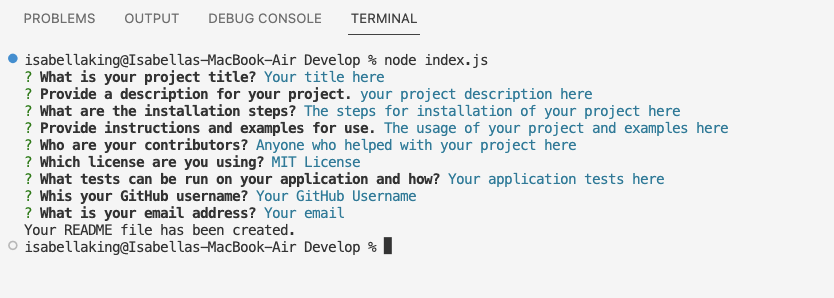 PROBLEMS OUTPUT DEBUG CONSOLE TERMINAL
isabellaking@Isabellas-MacBook-Air Develop % node index.js
? What is your project title? Your title here
? Provide a description for your project. your project description here
? What are the installation steps? The steps for installation of your project here
? Provide instructions and examples for use. The usage of your project and examples here
? Who are your contributors? Anyone who helped with your project here
? Which license are you using? MIT License
? What tests can be run on your application and how? Your application tests here
? Whis your GitHub username? Your GitHub Username
? What is your email address? Your email
Your README file has been created.
isabellaking@Isabellas-MacBook-Air Develop %